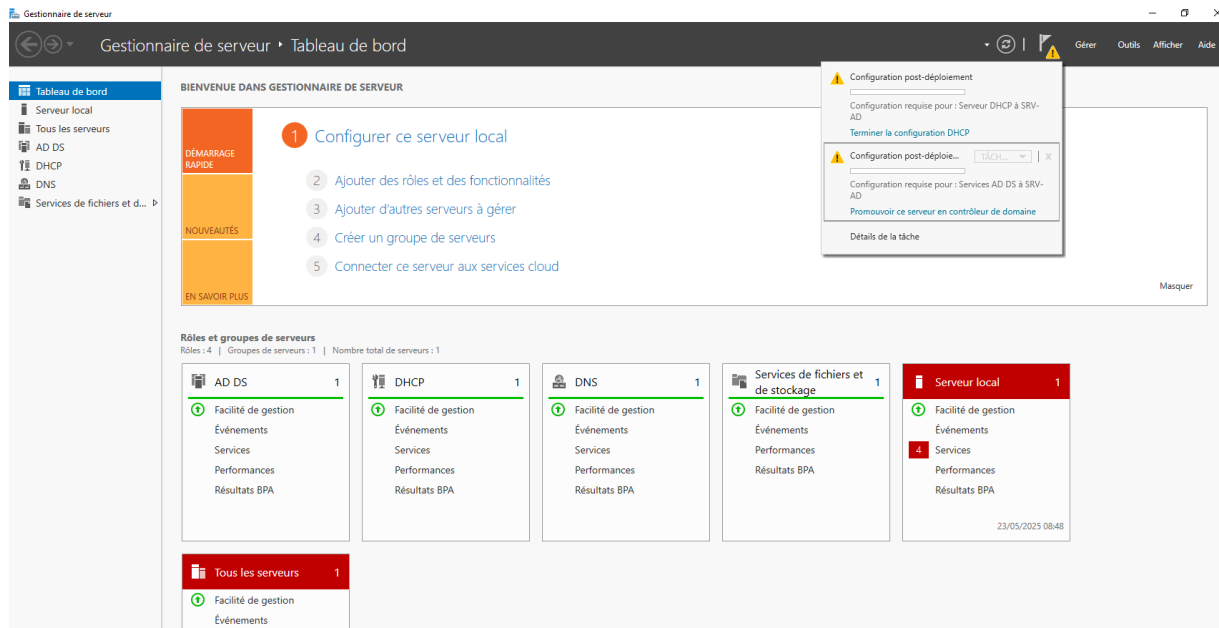 Gestionnaire de serveur
Gestionnaire de serveur ‣ Tableau de bord
Gérer Outils Afficher Aide
Tableau de bord
Serveur local
Tous les serveurs
AD DS
DHCP
DNS
Services de fichiers et d...
BIENVENUE DANS GESTIONNAIRE DE SERVEUR
DÉMARRAGE
RAPIDE
NOUVEAUTÉS
EN SAVOIR PLUS
1 Configurer ce serveur local
2 Ajouter des rôles et des fonctionnalités
3 Ajouter d'autres serveurs à gérer
4 Créer un groupe de serveurs
5 Connecter ce serveur aux services cloud
Configuration post-déploiement
Configuration requise pour : Serveur DHCP à SRV-
AD
Terminer la configuration DHCP
Configuration post-déploie... TÂCH... X
Configuration requise pour : Services AD DS à SRV-
AD
Promouvoir ce serveur en contrôleur de domaine
Détails de la tâche
Masquer
Rôles et groupes de serveurs
Rôles : 4 | Groupes de serveurs : 1 | Nombre total de serveurs : 1
AD DS 1
Facilité de gestion
Événements
Services
Performances
Résultats BPA
DHCP 1
Facilité de gestion
Événements
Services
Performances
Résultats BPA
DNS 1
Facilité de gestion
Événements
Services
Performances
Résultats BPA
Services de fichiers et
de stockage 1
Facilité de gestion
Événements
Performances
Résultats BPA
Serveur local 1
Facilité de gestion
Événements
4 Services
Performances
Résultats BPA
23/05/2025 08:48
Tous les serveurs 1
Facilité de gestion
Événements